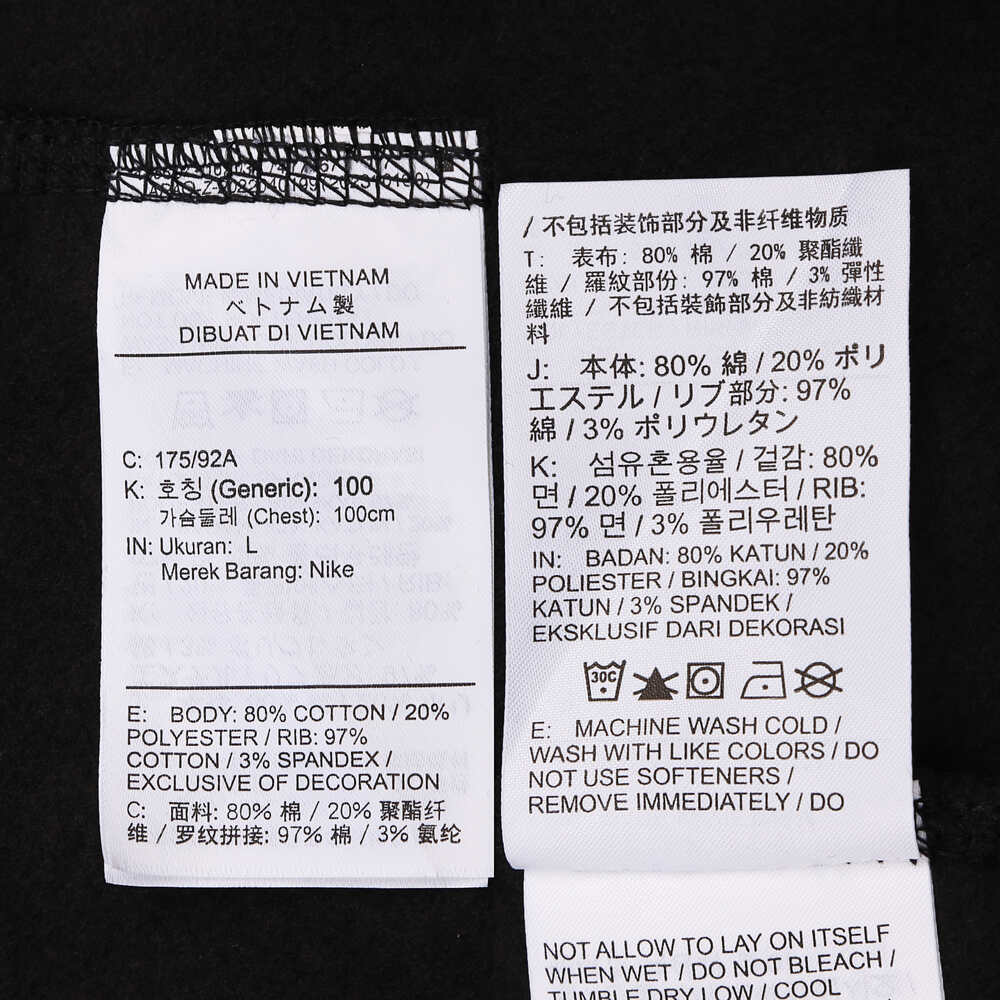 MADE IN VIETNAM
ベトナム製
DIBUAT DI VIETNAM
C: 175/92A
K: 호칭 (Generic): 100
가슴둘레 (Chest): 100cm
IN: Ukuran: L
Merek Barang: Nike
E: BODY: 80% COTTON / 20%
POLYESTER / RIB: 97%
COTTON / 3% SPANDEX /
EXCLUSIVE OF DECORATION
C: 面料: 80% 棉 / 20% 聚酯纤
维 / 罗纹拼接: 97% 棉 / 3% 氨纶
/ 不包括装饰部分及非纤维物质
T: 表布: 80% 棉 / 20% 聚酯纖
維 / 羅紋部份: 97% 棉 / 3% 彈性
纖維 / 不包括裝飾部分及非紡織材
料
J: 本体: 80% 綿 / 20% ポリ
エステル / リブ部分: 97%
綿 / 3% ポリウレタン
K: 섬유혼용율 / 겉감: 80%
면 / 20% 폴리에스터 / RIB:
97% 면 / 3% 폴리우레탄
IN: BADAN: 80% KATUN / 20%
POLIESTER / BINGKAI: 97%
KATUN / 3% SPANDEK /
EKSKLUSIF DARI DEKORASI
30C
E: MACHINE WASH COLD /
WASH WITH LIKE COLORS / DO
NOT USE SOFTENERS /
REMOVE IMMEDIATELY / DO
NOT ALLOW TO LAY ON ITSELF
WHEN WET / DO NOT BLEACH /
TUMBLE DRY LOW / COOL